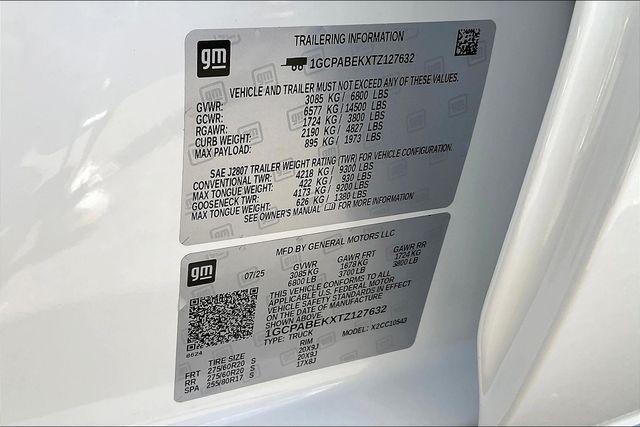 gm
TRAILERING INFORMATION
1GCPABEKXTZ127632
VEHICLE AND TRAILER MUST NOT EXCEED ANY OF THESE VALUES.
GVWR: 3085 KG / 6800 LBS
GCWR: 6577 KG / 14500 LBS
RGAWR: 1724 KG / 3800 LBS
CURB WEIGHT: 2190 KG / 4827 LBS
MAX PAYLOAD: 895 KG / 1973 LBS
SAE J2807 TRAILER WEIGHT RATING (TWR) FOR VEHICLE CONFIGURATION.
CONVENTIONAL TWR: 4218 KG / 9300 LBS
MAX TONGUE WEIGHT: 422 KG / 930 LBS
GOOSENECK TWR: 4173 KG / 9200 LBS
MAX TONGUE WEIGHT: 626 KG / 1380 LBS
SEE OWNER'S MANUAL FOR MORE INFORMATION
gm
MFD BY GENERAL MOTORS LLC
07/25 GVWR GAWR FRT GAWR RR
3085KG 1678KG 1724KG
6800 LB 3700 LB 3800 LB
THIS VEHICLE CONFORMS TO ALL
APPLICABLE U.S. FEDERAL MOTOR
VEHICLE SAFETY STANDARDS IN EFFECT
ON THE DATE OF MANUFACTURE
SHOWN ABOVE.
1GCPABEKXTZ127632
TYPE: TRUCK MODEL: X2CC10543
8624
TIRE SIZE RIM
FRT 275/60R20 S 20X9J
RR 275/60R20 S 20X9J
SPA 255/80R17 S 17X8J